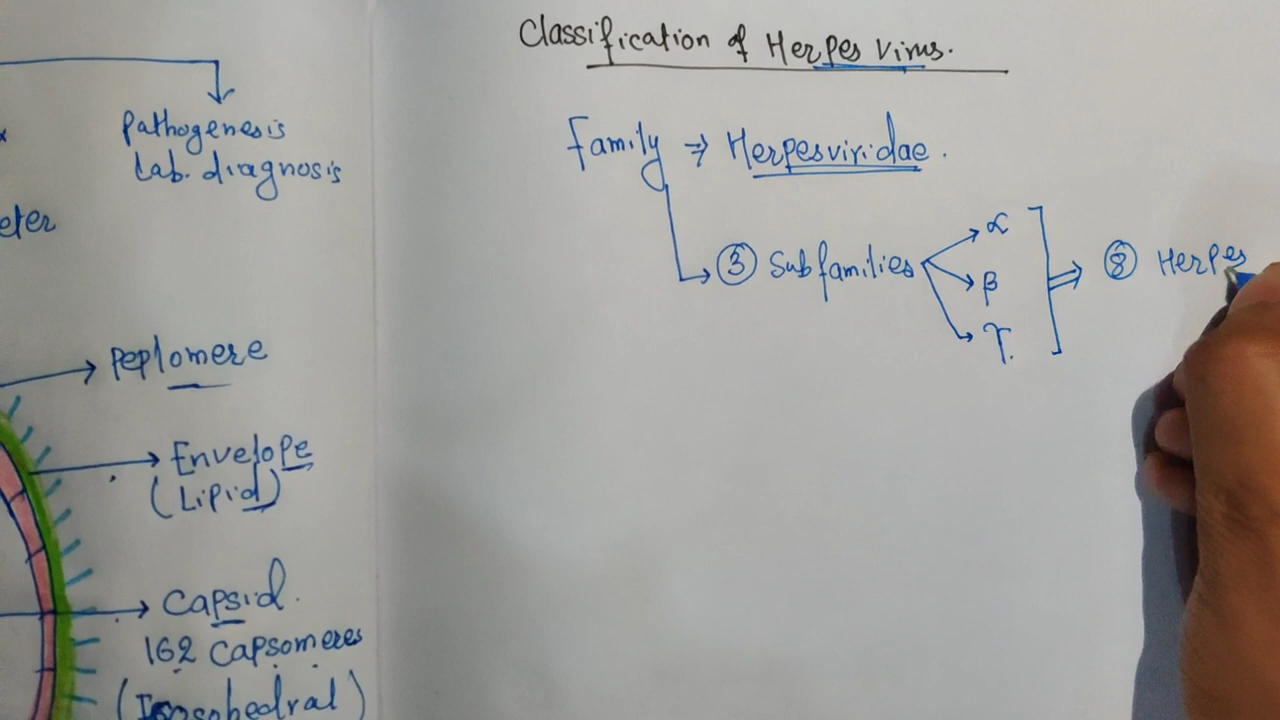 Classification of Herpes Virus.
Family ⇒ Herpesviridae.
③ Subfamilies
α
β
γ.
⑧ Herpes
Pathogenesis
Lab. diagnosis
eter
Peplomere
Envelope
(Lipid)
Capsid.
162 Capsomeres